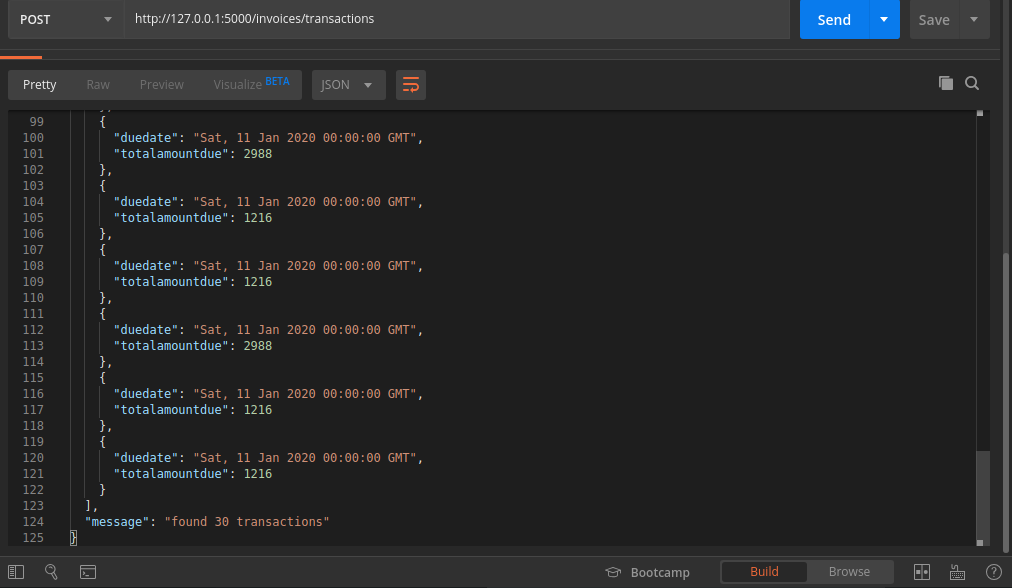 POST http://127.0.0.1:5000/invoices/transactions Send Save
Pretty Raw Preview Visualize BETA JSON
99 {
100 "duedate": "Sat, 11 Jan 2020 00:00:00 GMT",
101 "totalamountdue": 2988
102 },
103 {
104 "duedate": "Sat, 11 Jan 2020 00:00:00 GMT",
105 "totalamountdue": 1216
106 },
107 {
108 "duedate": "Sat, 11 Jan 2020 00:00:00 GMT",
109 "totalamountdue": 1216
110 },
111 {
112 "duedate": "Sat, 11 Jan 2020 00:00:00 GMT",
113 "totalamountdue": 2988
114 },
115 {
116 "duedate": "Sat, 11 Jan 2020 00:00:00 GMT",
117 "totalamountdue": 1216
118 },
119 {
120 "duedate": "Sat, 11 Jan 2020 00:00:00 GMT",
121 "totalamountdue": 1216
122 }
123 ],
124 "message": "found 30 transactions"
125 }
Bootcamp Build Browse ?